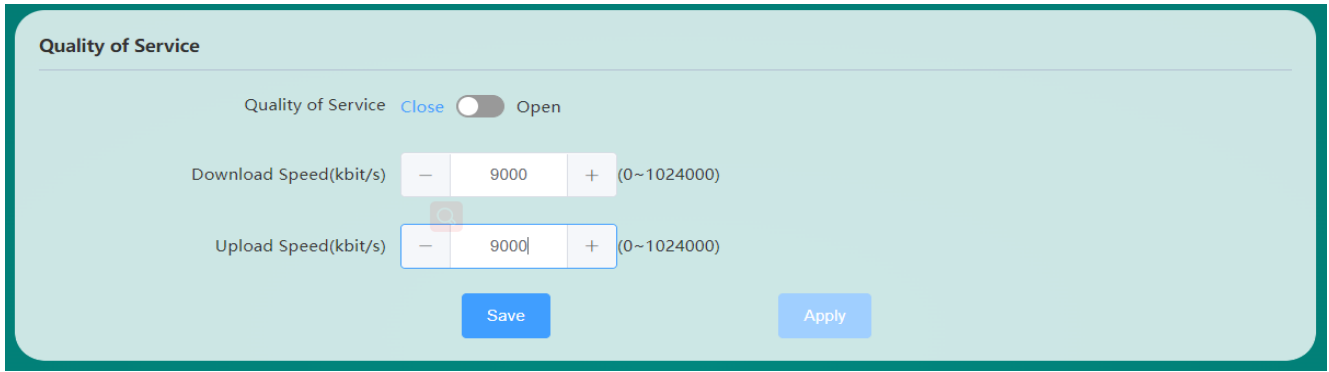 Quality of Service
Quality of Service Close Open
Download Speed(kbit/s) − 9000 + (0~1024000)
Upload Speed(kbit/s) − 9000 + (0~1024000)
Save Apply